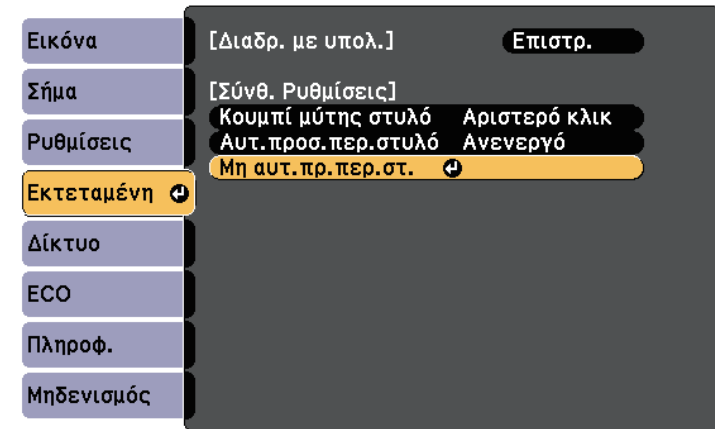 Εικόνα
Σήμα
Ρυθμίσεις
Εκτεταμένη
Δίκτυο
ECO
Πληροφ.
Μηδενισμός
[Διαδρ. με υπολ.] Επιστρ.
[Σύνθ. Ρυθμίσεις]
Κουμπί μύτης στυλό Αριστερό κλικ
Αυτ.προσ.περ.στυλό Ανενεργό
Μη αυτ.πρ.περ.στ.